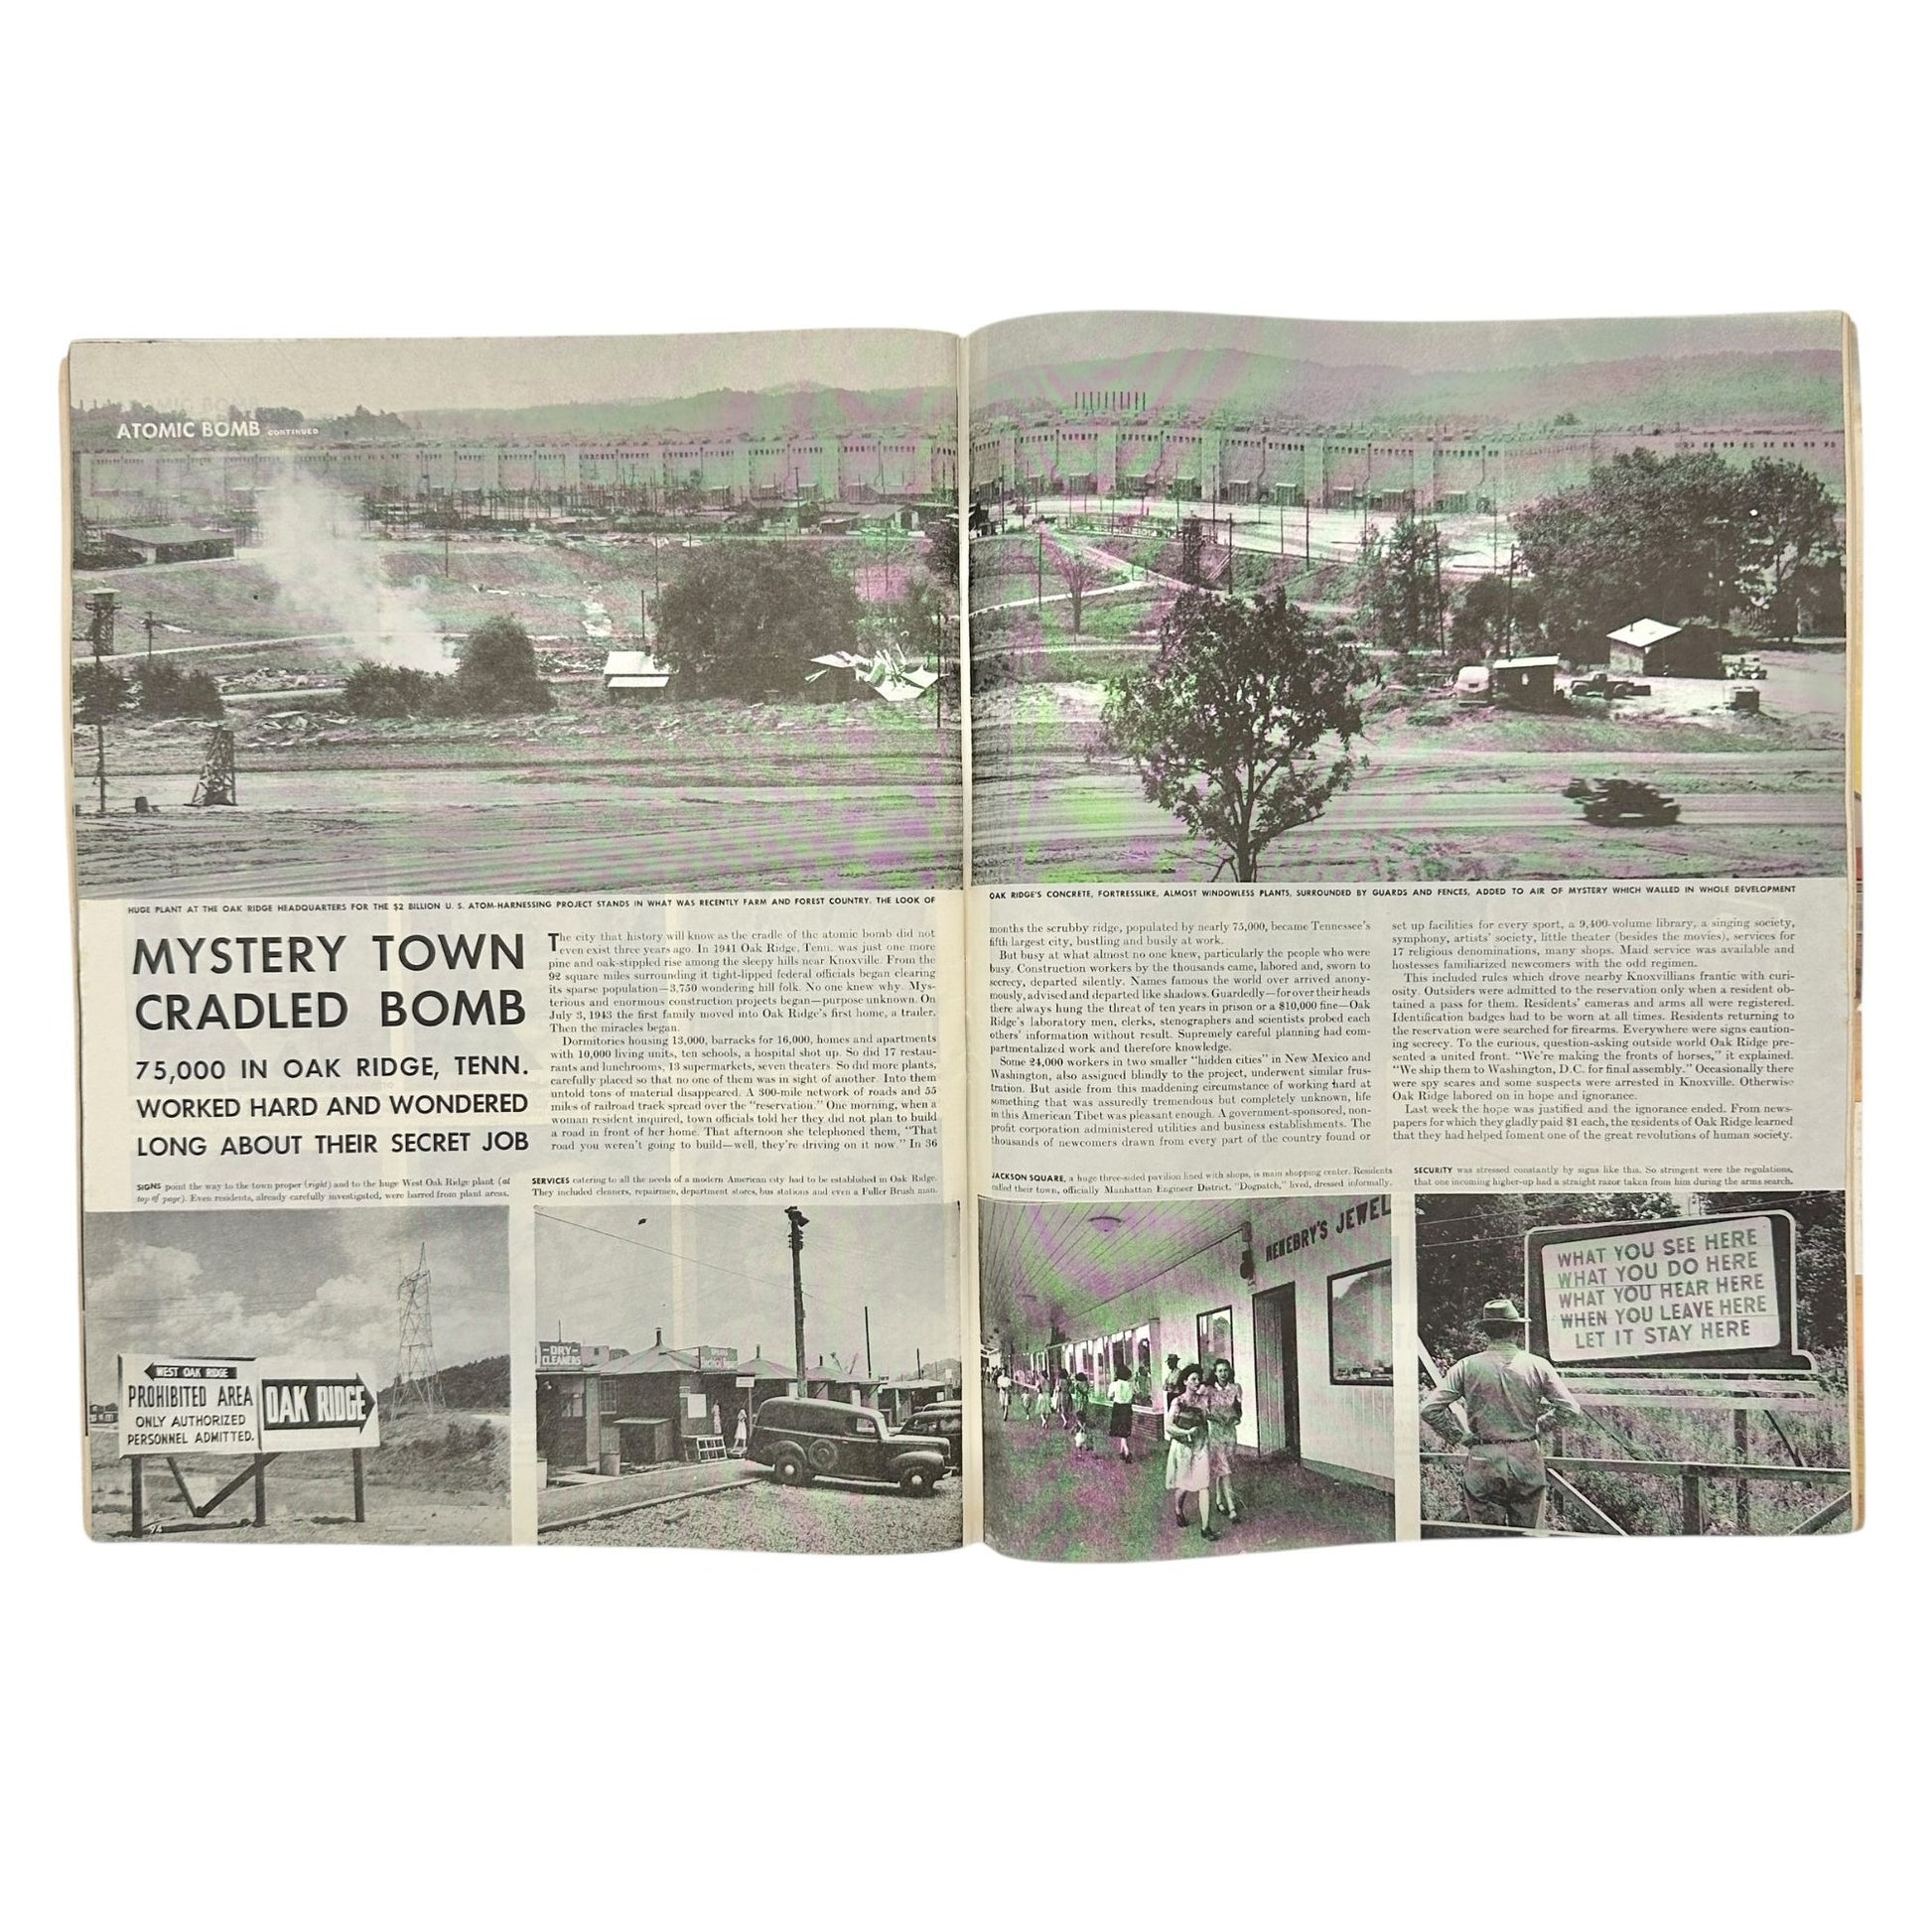 ATOMIC BOMB CONTINUED
HUGE PLANT AT THE OAK RIDGE HEADQUARTERS FOR THE $2 BILLION U. S. ATOM-HARNESSING PROJECT STANDS IN WHAT WAS RECENTLY FARM AND FOREST COUNTRY. THE LOOK OF
OAK RIDGE'S CONCRETE, FORTRESSLIKE, ALMOST WINDOWLESS PLANTS, SURROUNDED BY GUARDS AND FENCES, ADDED TO AIR OF MYSTERY WHICH WALLED IN WHOLE DEVELOPMENT
MYSTERY TOWN
CRADLED BOMB
75,000 IN OAK RIDGE, TENN.
WORKED HARD AND WONDERED
LONG ABOUT THEIR SECRET JOB
The city that history will know as the cradle of the atomic bomb did not
even exist three years ago. In 1941 Oak Ridge, Tenn. was just one more
pine and oak-stippled rise among the sleepy hills near Knoxville. From the
92 square miles surrounding it tight-lipped federal officials began clearing
its sparse population—3,750 wondering hill folk. No one knew why. Mys-
terious and enormous construction projects began—purpose unknown. On
July 3, 1943 the first family moved into Oak Ridge's first home, a trailer.
Then the miracles began.
Dormitories housing 13,000, barracks for 16,000, homes and apartments
with 10,000 living units, ten schools, a hospital shot up. So did 17 restau-
rants and lunchrooms, 13 supermarkets, seven theaters. So did more plants,
carefully placed so that no one of them was in sight of another. Into them
untold tons of material disappeared. A 300-mile network of roads and 55
miles of railroad track spread over the "reservation." One morning, when a
woman resident inquired, town officials told her they did not plan to build
a road in front of her home. That afternoon she telephoned them, "That
road you weren't going to build—well, they're driving on it now." In 36
months the scrubby ridge, populated by nearly 75,000, became Tennessee's
fifth largest city, bustling and busily at work.
But busy at what almost no one knew, particularly the people who were
busy. Construction workers by the thousands came, labored and, sworn to
secrecy, departed silently. Names famous the world over arrived anony-
mously, advised and departed like shadows. Guardedly—for over their heads
there always hung the threat of ten years in prison or a $10,000 fine—Oak
Ridge's laboratory men, clerks, stenographers and scientists probed each
others' information without result. Supremely careful planning had com-
partmentalized work and therefore knowledge.
Some 24,000 workers in two smaller "hidden cities" in New Mexico and
Washington, also assigned blindly to the project, underwent similar frus-
tration. But aside from this maddening circumstance of working hard at
something that was assuredly tremendous but completely unknown, life
in this American Tibet was pleasant enough. A government-sponsored, non-
profit corporation administered utilities and business establishments. The
thousands of newcomers drawn from every part of the country found or
set up facilities for every sport, a 9,400-volume library, a singing society,
symphony, artists' society, little theater (besides the movies), services for
17 religious denominations, many shops. Maid service was available and
hostesses familiarized newcomers with the odd regimen.
This included rules which drove nearby Knoxvillians frantic with curi-
osity. Outsiders were admitted to the reservation only when a resident ob-
tained a pass for them. Residents' cameras and arms all were registered.
Identification badges had to be worn at all times. Residents returning to
the reservation were searched for firearms. Everywhere were signs caution-
ing secrecy. To the curious, question-asking outside world Oak Ridge pre-
sented a united front. "We're making the fronts of horses," it explained.
"We ship them to Washington, D.C. for final assembly." Occasionally there
were spy scares and some suspects were arrested in Knoxville. Otherwise
Oak Ridge labored on in hope and ignorance.
Last week the hope was justified and the ignorance ended. From news-
papers for which they gladly paid $1 each, the residents of Oak Ridge learned
that they had helped foment one of the great revolutions of human society.
SIGNS point the way to the town proper (right) and to the huge West Oak Ridge plant (at
top of page). Even residents, already carefully investigated, were barred from plant areas.
SERVICES catering to all the needs of a modern American city had to be established in Oak Ridge.
They included cleaners, repairmen, department stores, bus stations and even a Fuller Brush man.
JACKSON SQUARE, a huge three-sided pavilion lined with shops, is main shopping center. Residents
called their town, officially Manhattan Engineer District, "Dogpatch," lived, dressed informally.
SECURITY was stressed constantly by signs like this. So stringent were the regulations,
that one incoming higher-up had a straight razor taken from him during the arms search.
WEST OAK RIDGE
PROHIBITED AREA
ONLY AUTHORIZED
PERSONNEL ADMITTED.
OAK RIDGE
-DRY-
CLEANERS
HENEBRY'S JEWEL
WHAT YOU SEE HERE
WHAT YOU DO HERE
WHAT YOU HEAR HERE
WHEN YOU LEAVE HERE
LET IT STAY HERE